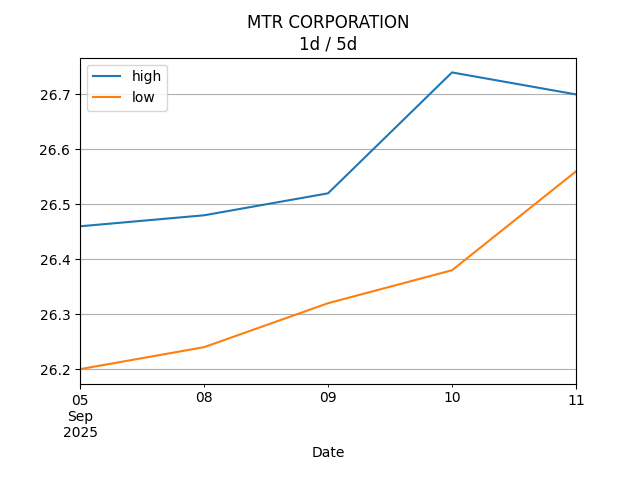 MTR CORPORATION
1d / 5d
high
low
26.7
26.6
26.5
26.4
26.3
26.2
05 08 09 10 11
Sep
2025
Date